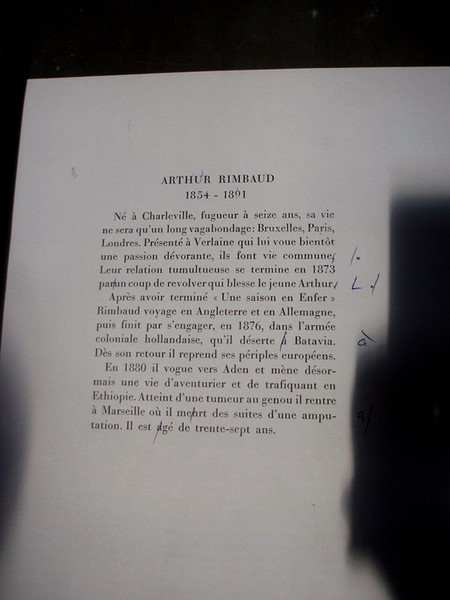 ARTHUR RIMBAUD
1854 - 1891
Né à Charleville, fugueur à seize ans, sa vie
ne sera qu'un long vagabondage: Bruxelles, Paris,
Londres. Présenté à Verlaine qui lui voue bientôt
une passion dévorante, ils font vie commune, /.
Leur relation tumultueuse se termine en 1873
par un coup de revolver qui blesse le jeune Arthur, L ./
Après avoir terminé « Une saison en Enfer »
Rimbaud voyage en Angleterre et en Allemagne,
puis finit par s'engager, en 1876, dans l'armée
coloniale hollandaise, qu'il déserte à Batavia. à
Dès son retour il reprend ses périples européens.
En 1880 il vogue vers Aden et mène désor-
mais une vie d'aventurier et de trafiquant en
Ethiopie. Atteint d'une tumeur au genou il rentre
à Marseille où il meurt des suites d'une ampu-
tation. Il est âgé de trente-sept ans.